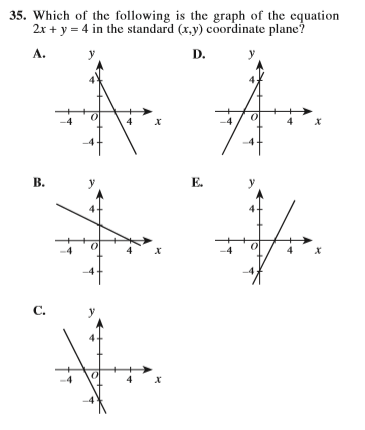 35. Which of the following is the graph of the equation
2x + y = 4 in the standard (x,y) coordinate plane?
A.
y
4
–4
O
4
x
–4
D.
y
4
–4
O
4
x
–4
B.
y
4
–4
O
4
x
–4
E.
y
4
–4
O
4
x
–4
C.
y
4
–4
O
4
x
–4